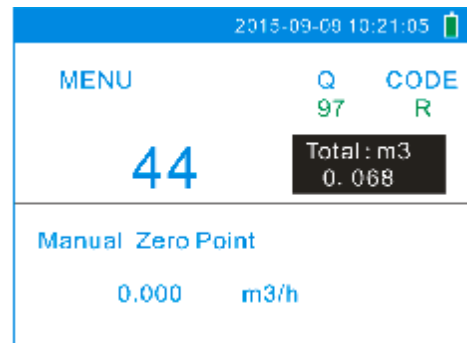 2015-09-09 10:21:05
MENU Q CODE
97 R
44
Total: m3
0. 068
Manual Zero Point
0.000 m3/h